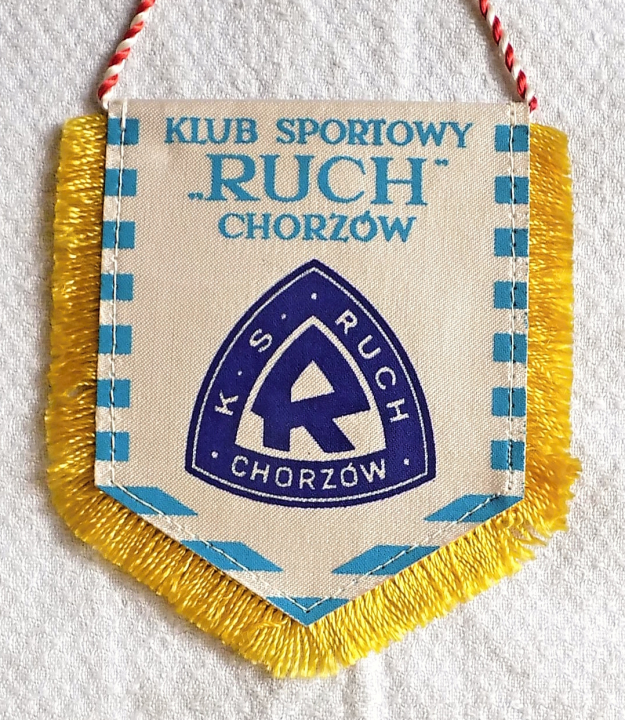 KLUB SPORTOWY
„RUCH”
CHORZÓW
K.S. · RUCH
R
· CHORZÓW ·